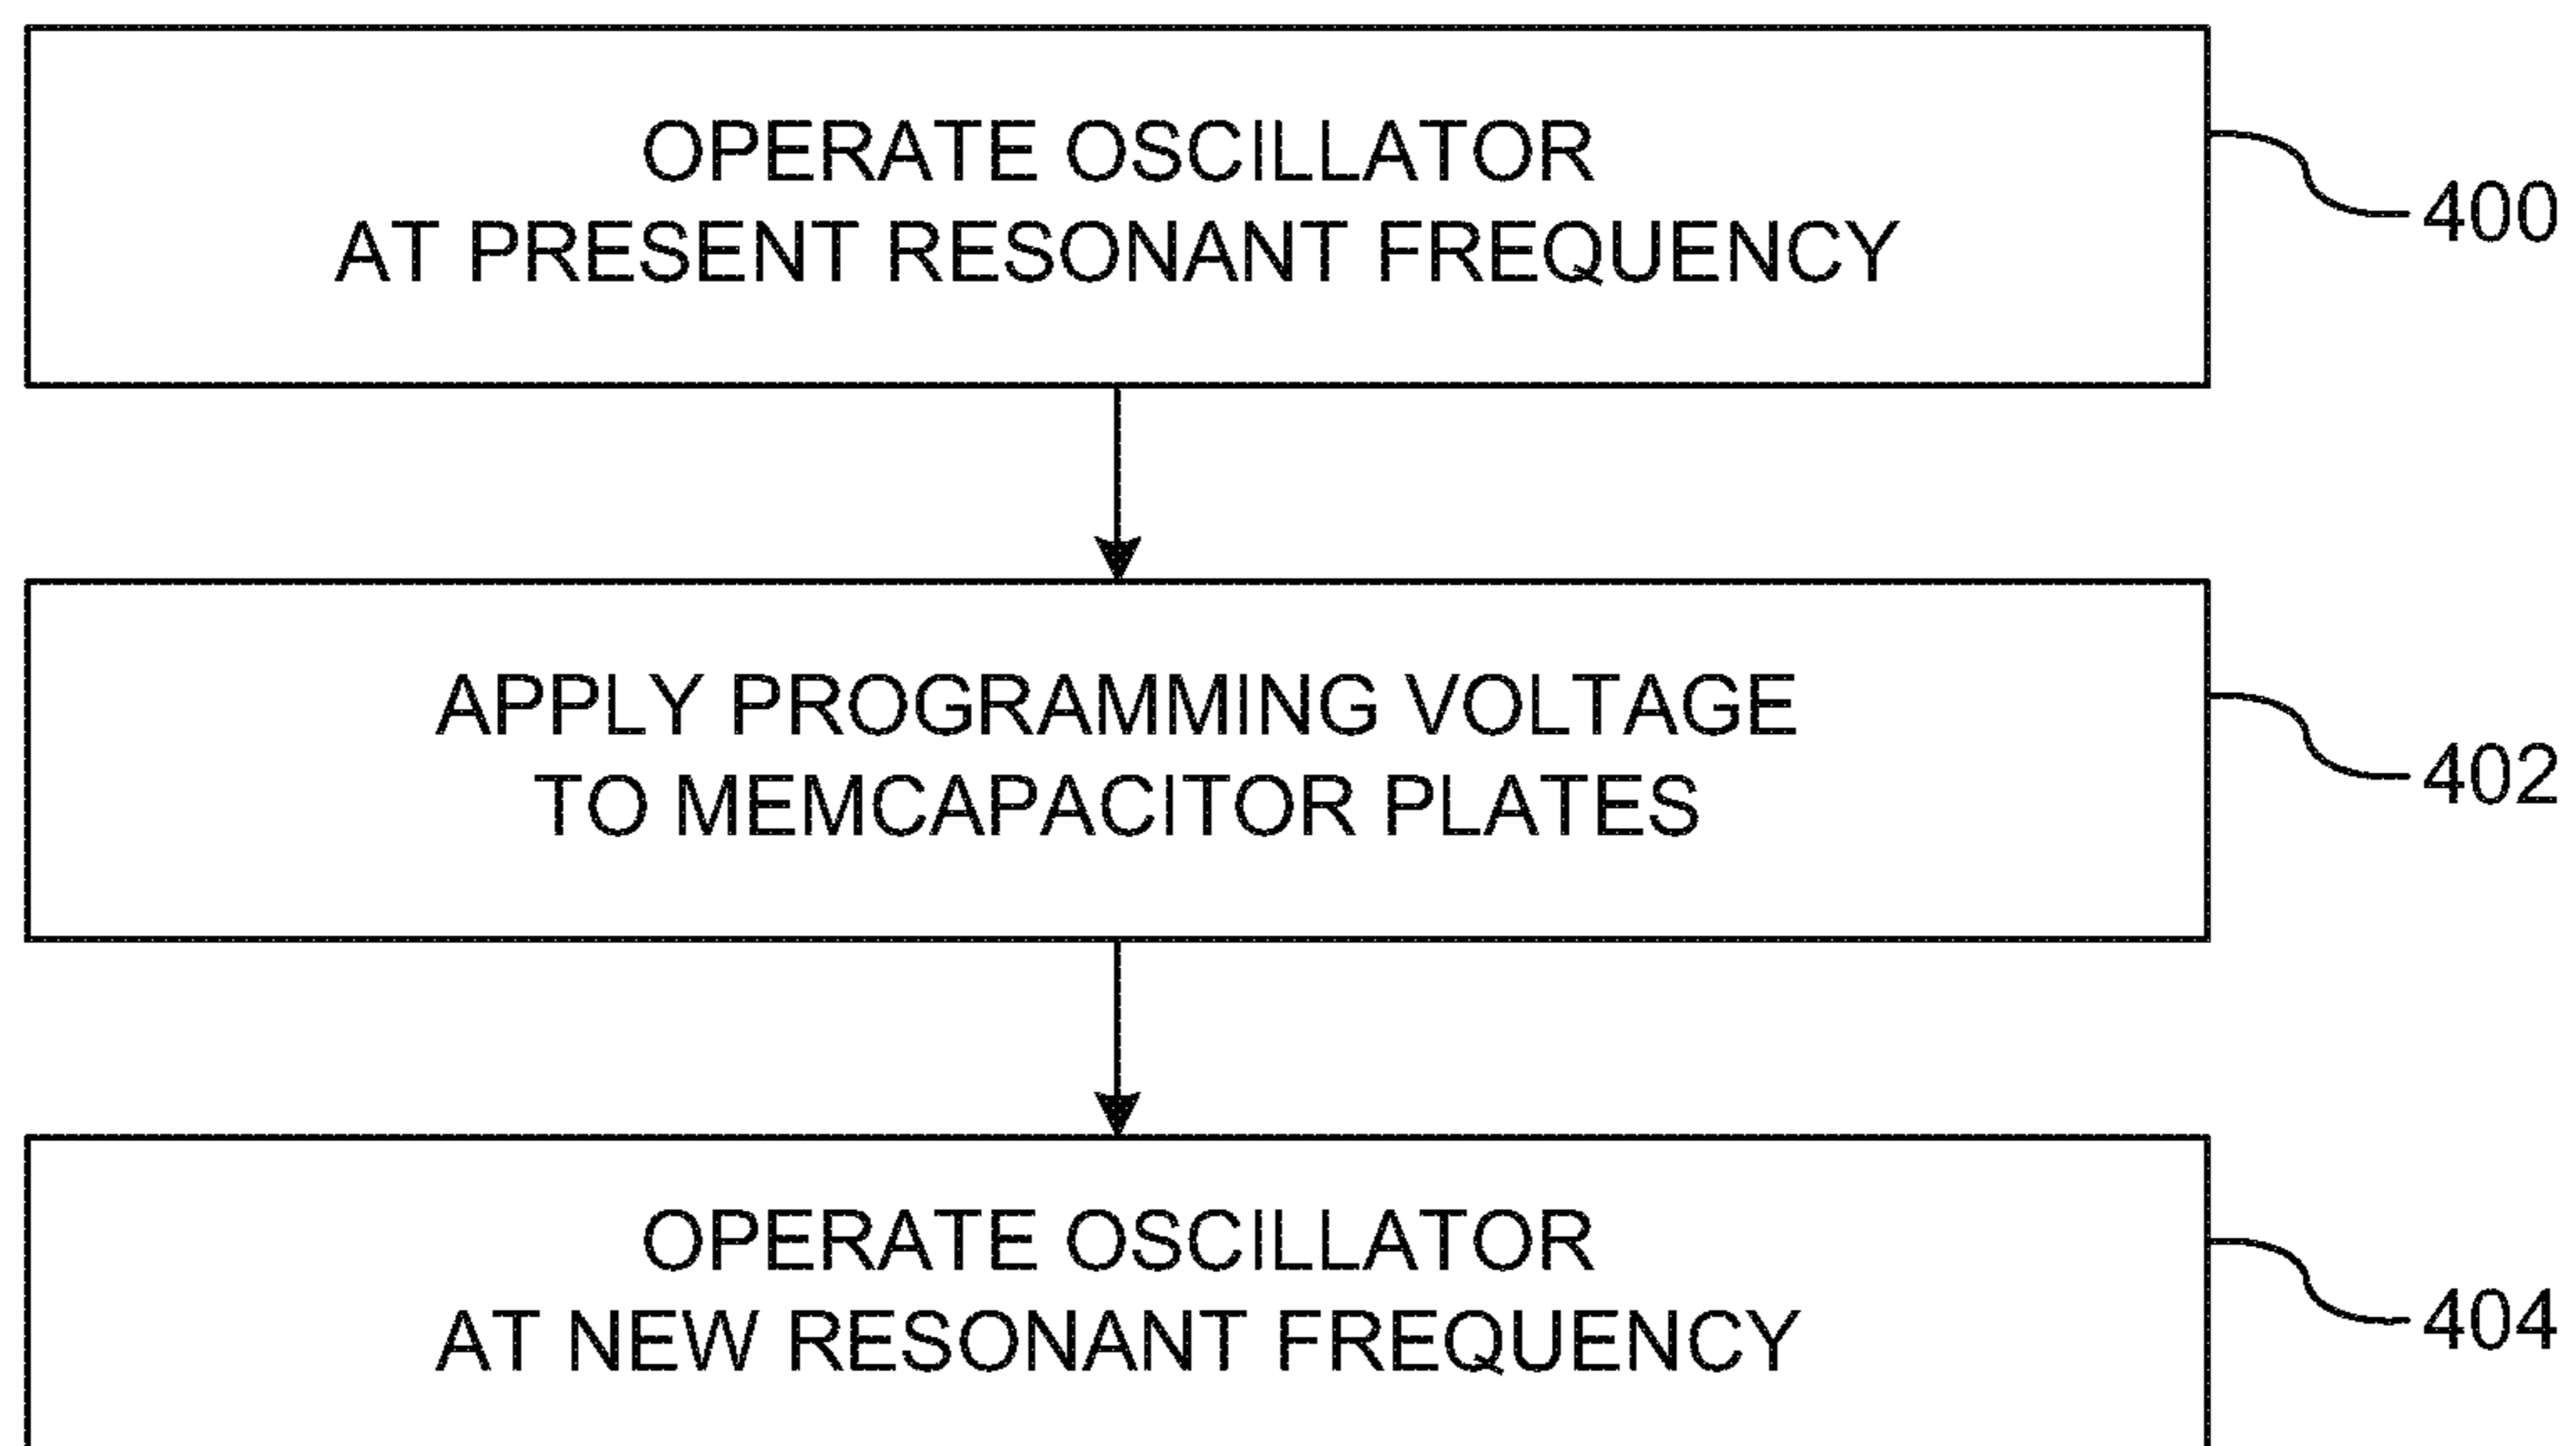 OPERATE OSCILLATOR
AT PRESENT RESONANT FREQUENCY
400
APPLY PROGRAMMING VOLTAGE
TO MEMCAPACITOR PLATES
402
OPERATE OSCILLATOR
AT NEW RESONANT FREQUENCY
404